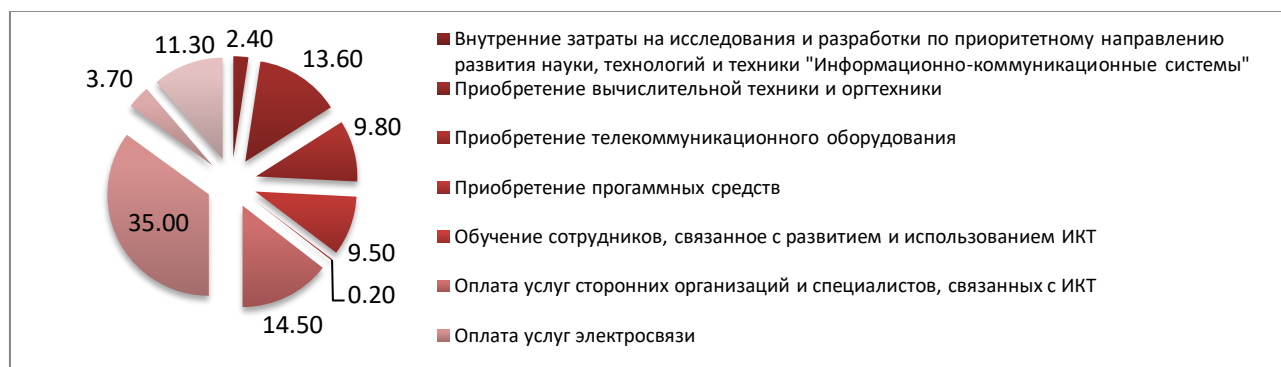 11.30
2.40
13.60
3.70
9.80
35.00
9.50
0.20
14.50
Внутренние затраты на исследования и разработки по приоритетному направлению
развития науки, технологий и техники "Информационно-коммуникационные системы"
Приобретение вычислительной техники и оргтехники
Приобретение телекоммуникационного оборудования
Приобретение прогаммных средств
Обучение сотрудников, связанное с развитием и использованием ИКТ
Оплата услуг сторонних организаций и специалистов, связанных с ИКТ
Оплата услуг электросвязи